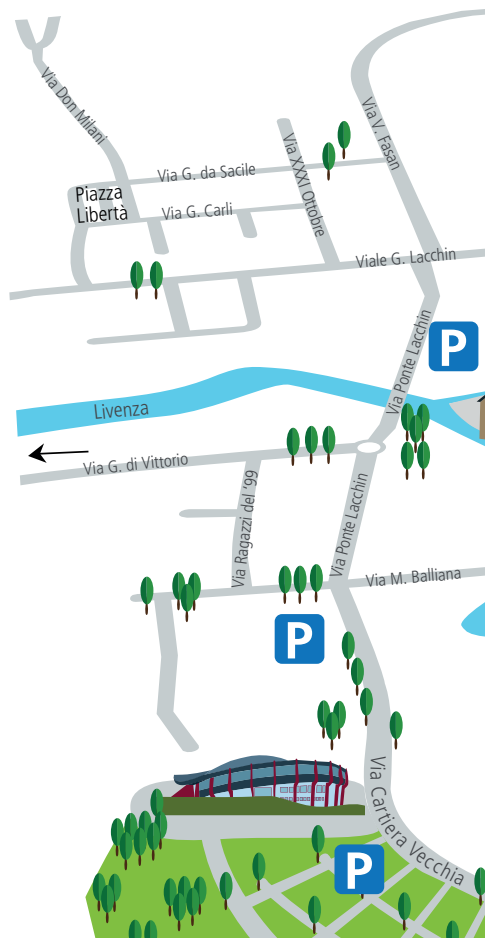 Via Don Milani
Via V. Fasan
Via XXXI Ottobre
Via G. da Sacile
Piazza
Libertà
Via G. Carli
Viale G. Lacchin
Via Ponte Lacchin
P
Livenza
Via G. di Vittorio
Via Ragazzi del '99
Via Ponte Lacchin
Via M. Balliana
P
Via Cartiera Vecchia
P